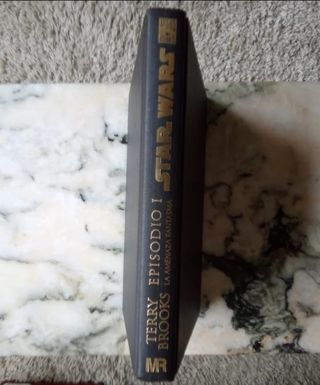 TERRY
BROOKS
EPISODIO I
LA AMENAZA FANTASMA
STAR WARS
MR